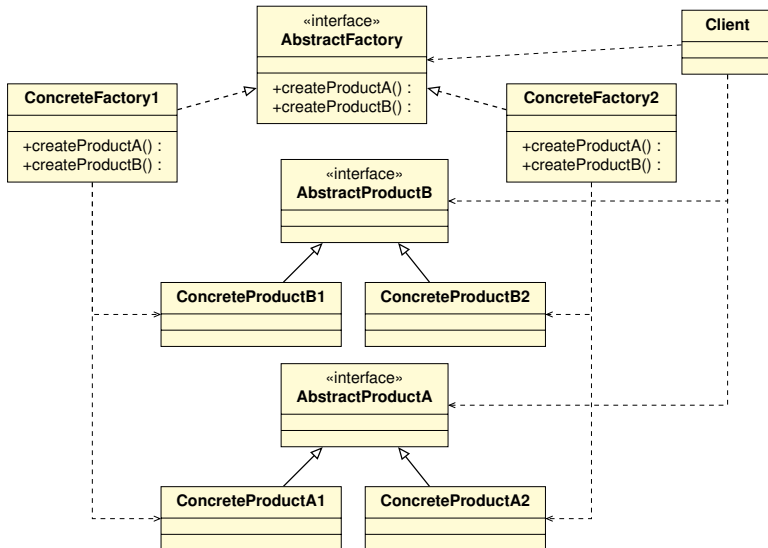 «interface»
AbstractFactory
+createProductA() :
+createProductB() :
Client
ConcreteFactory1
+createProductA() :
+createProductB() :
ConcreteFactory2
+createProductA() :
+createProductB() :
«interface»
AbstractProductB
ConcreteProductB1
ConcreteProductB2
«interface»
AbstractProductA
ConcreteProductA1
ConcreteProductA2